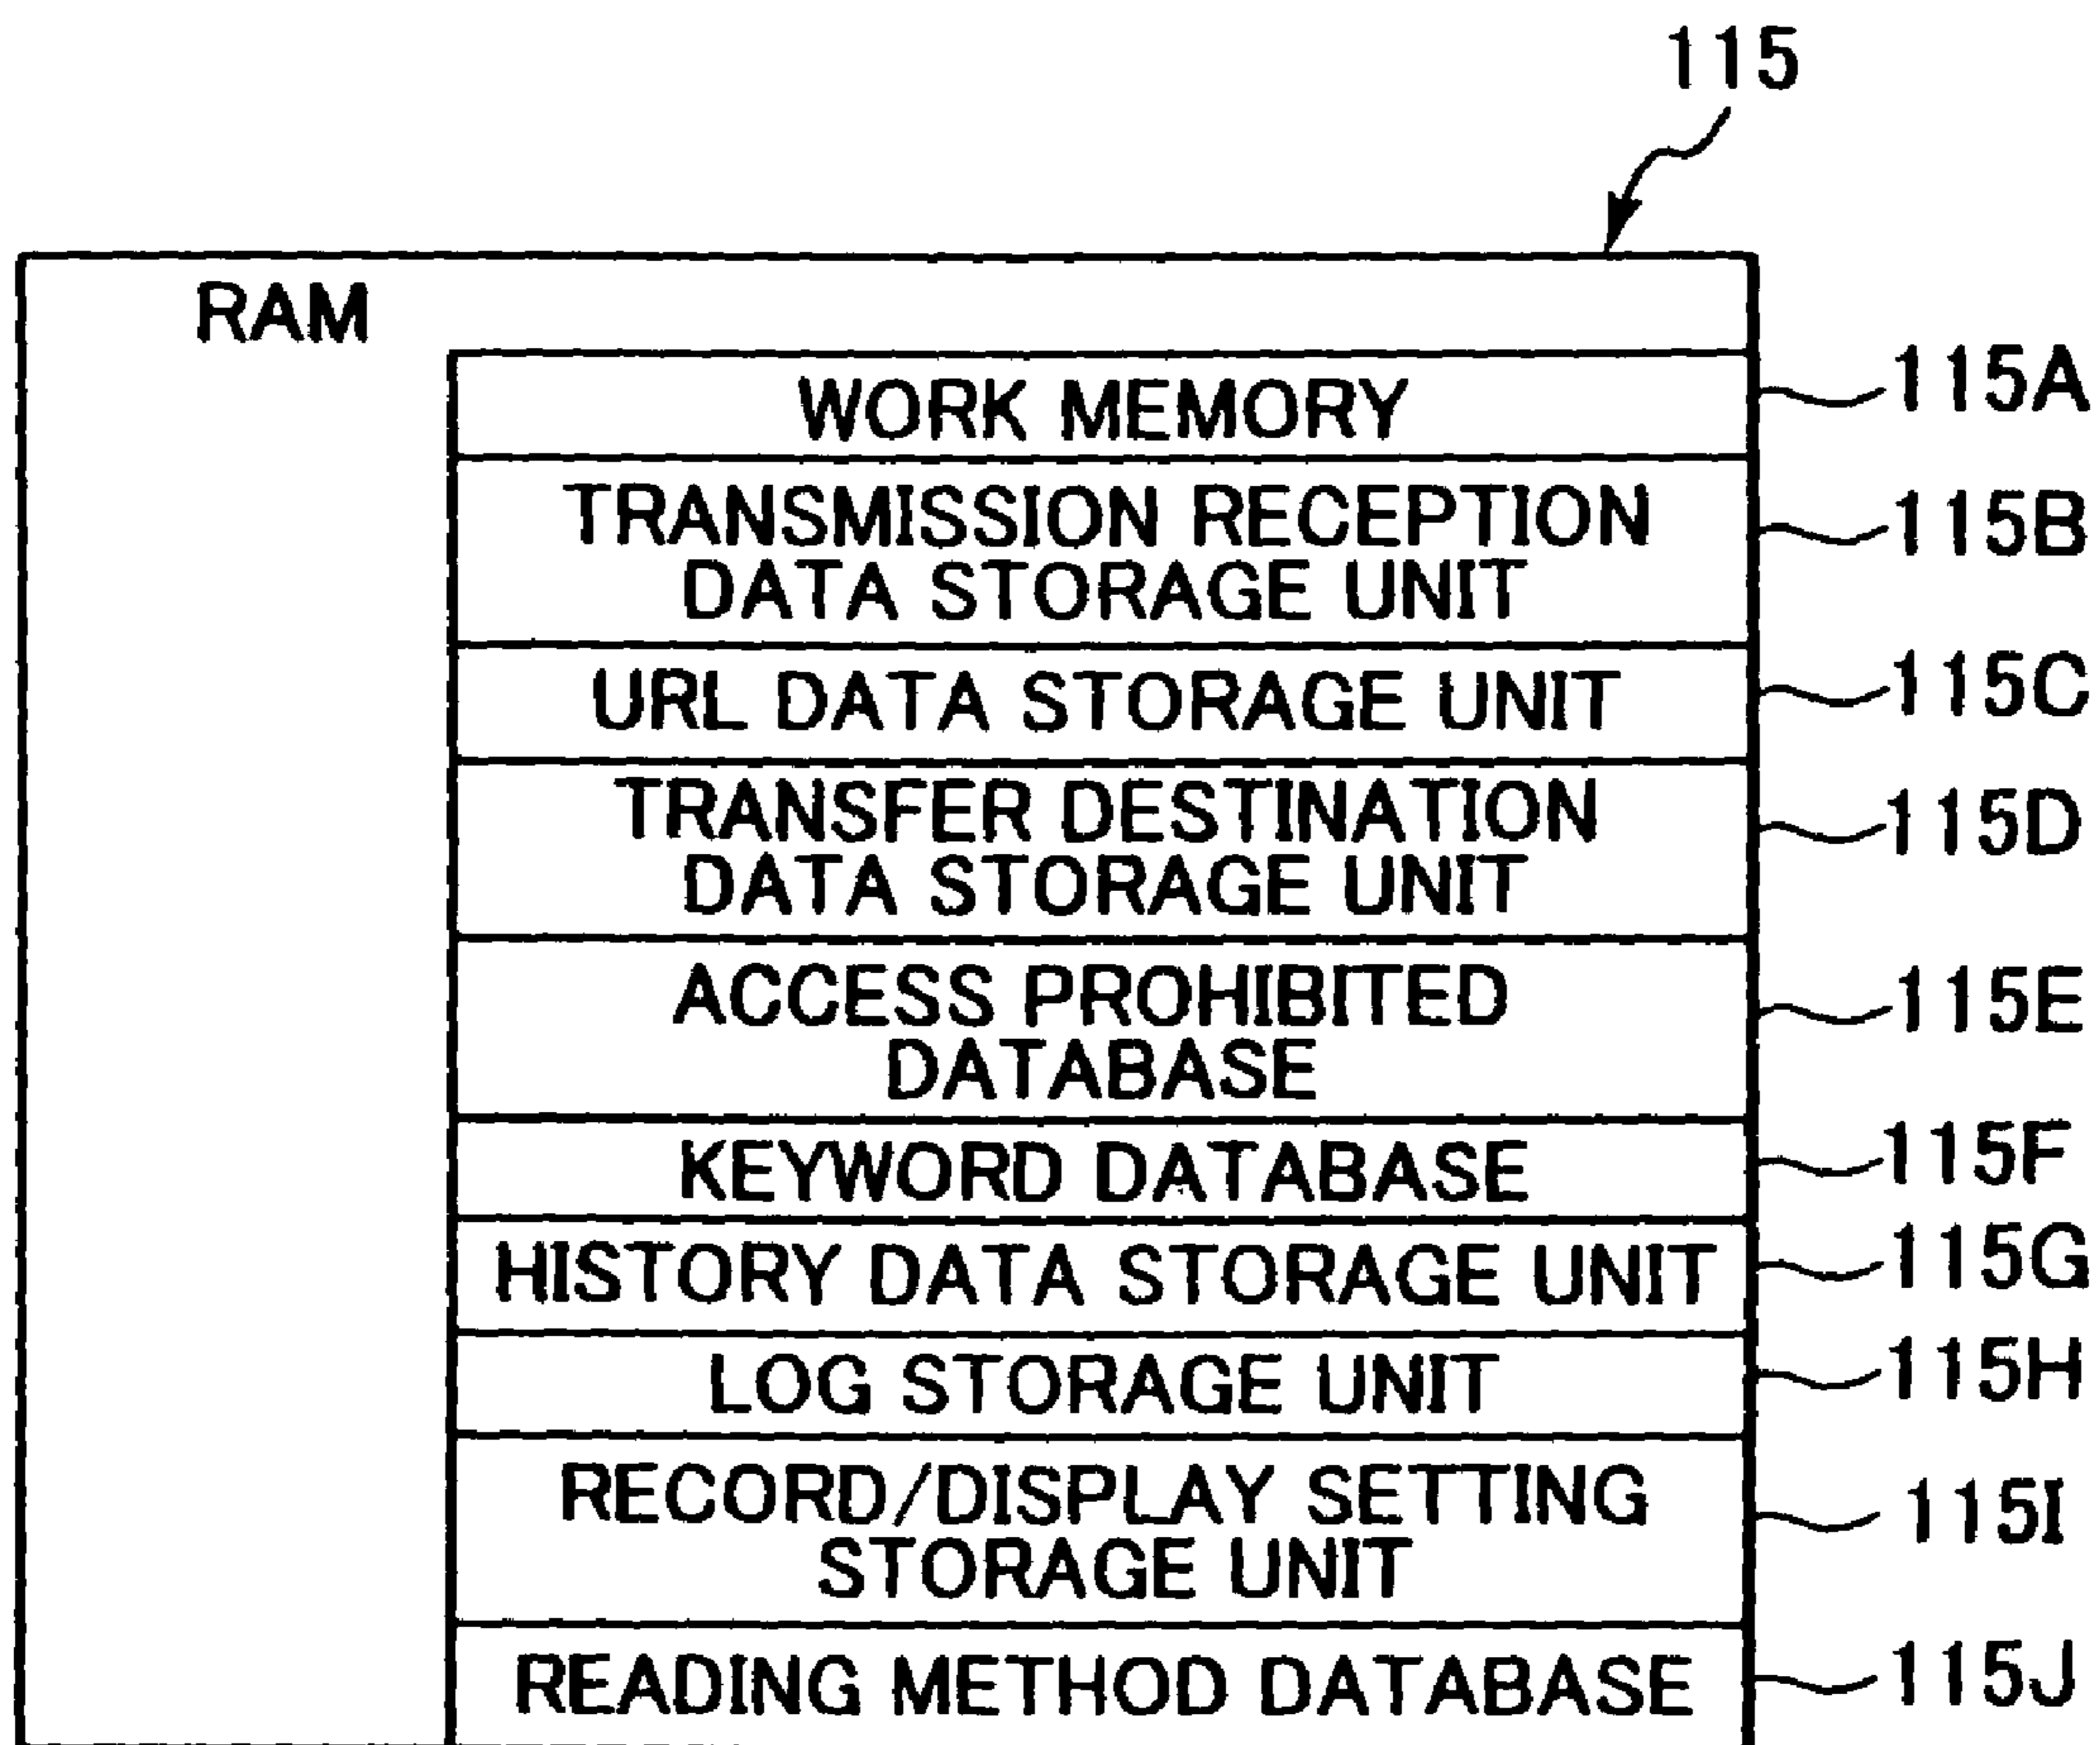 115
RAM
WORK MEMORY
115A
TRANSMISSION RECEPTION
DATA STORAGE UNIT
115B
URL DATA STORAGE UNIT
115C
TRANSFER DESTINATION
DATA STORAGE UNIT
115D
ACCESS PROHIBITED
DATABASE
115E
KEYWORD DATABASE
115F
HISTORY DATA STORAGE UNIT
115G
LOG STORAGE UNIT
115H
RECORD/DISPLAY SETTING
STORAGE UNIT
115I
READING METHOD DATABASE
115J